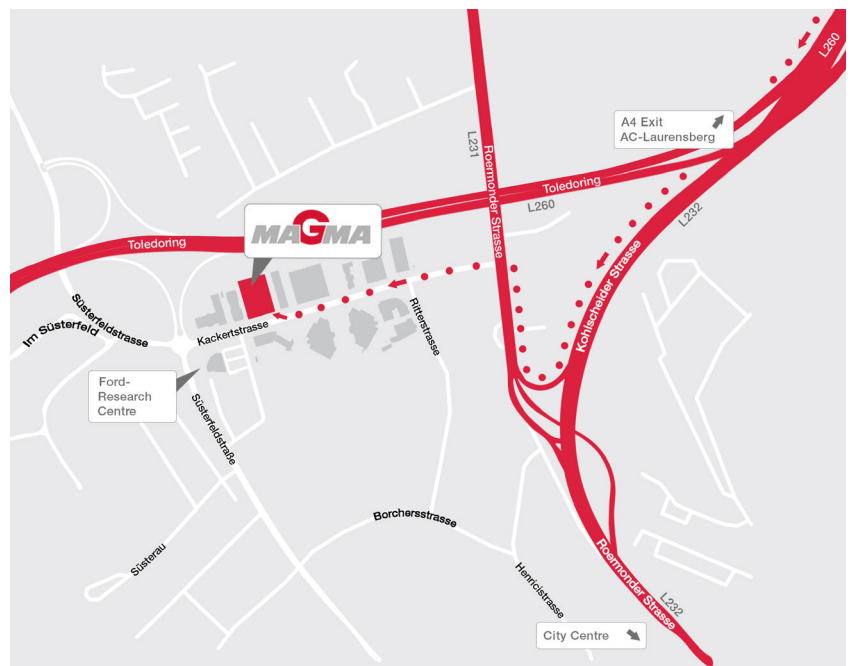 L260
A4 Exit
AC-Laurensberg
L231
Roermonder Strasse
Toledoring
L260
L232
MAGMA
Toledoring
Kohlscheider Strasse
Süsterfeldstrasse
Im Süsterfeld
Kackertstrasse
Ritterstrasse
Ford-
Research
Centre
Süsterfeldstraße
Borchersstrasse
Süsterau
Henricistrasse
Roermonder Strasse
L232
City Centre